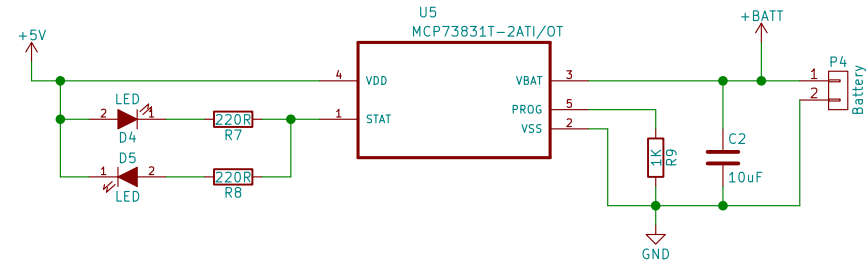 U5
MCP73831T-2ATI/OT
+5V
+BATT
P4
4 VDD
VBAT 3
1
2
Battery
LED
2 1
D4
220R
R7
1 STAT
PROG 5
VSS 2
D5
1 2
LED
220R
R8
1K
R9
C2
10uF
GND